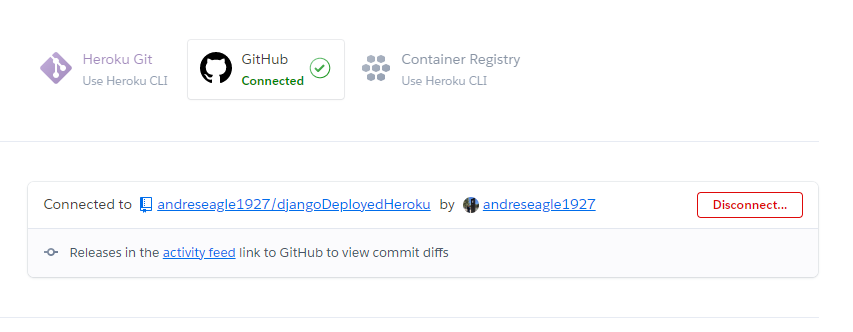 Heroku Git
Use Heroku CLI
GitHub
Connected
Container Registry
Use Heroku CLI
Connected to andreseagle1927/djangoDeployedHeroku by andreseagle1927 Disconnect...
Releases in the activity feed link to GitHub to view commit diffs